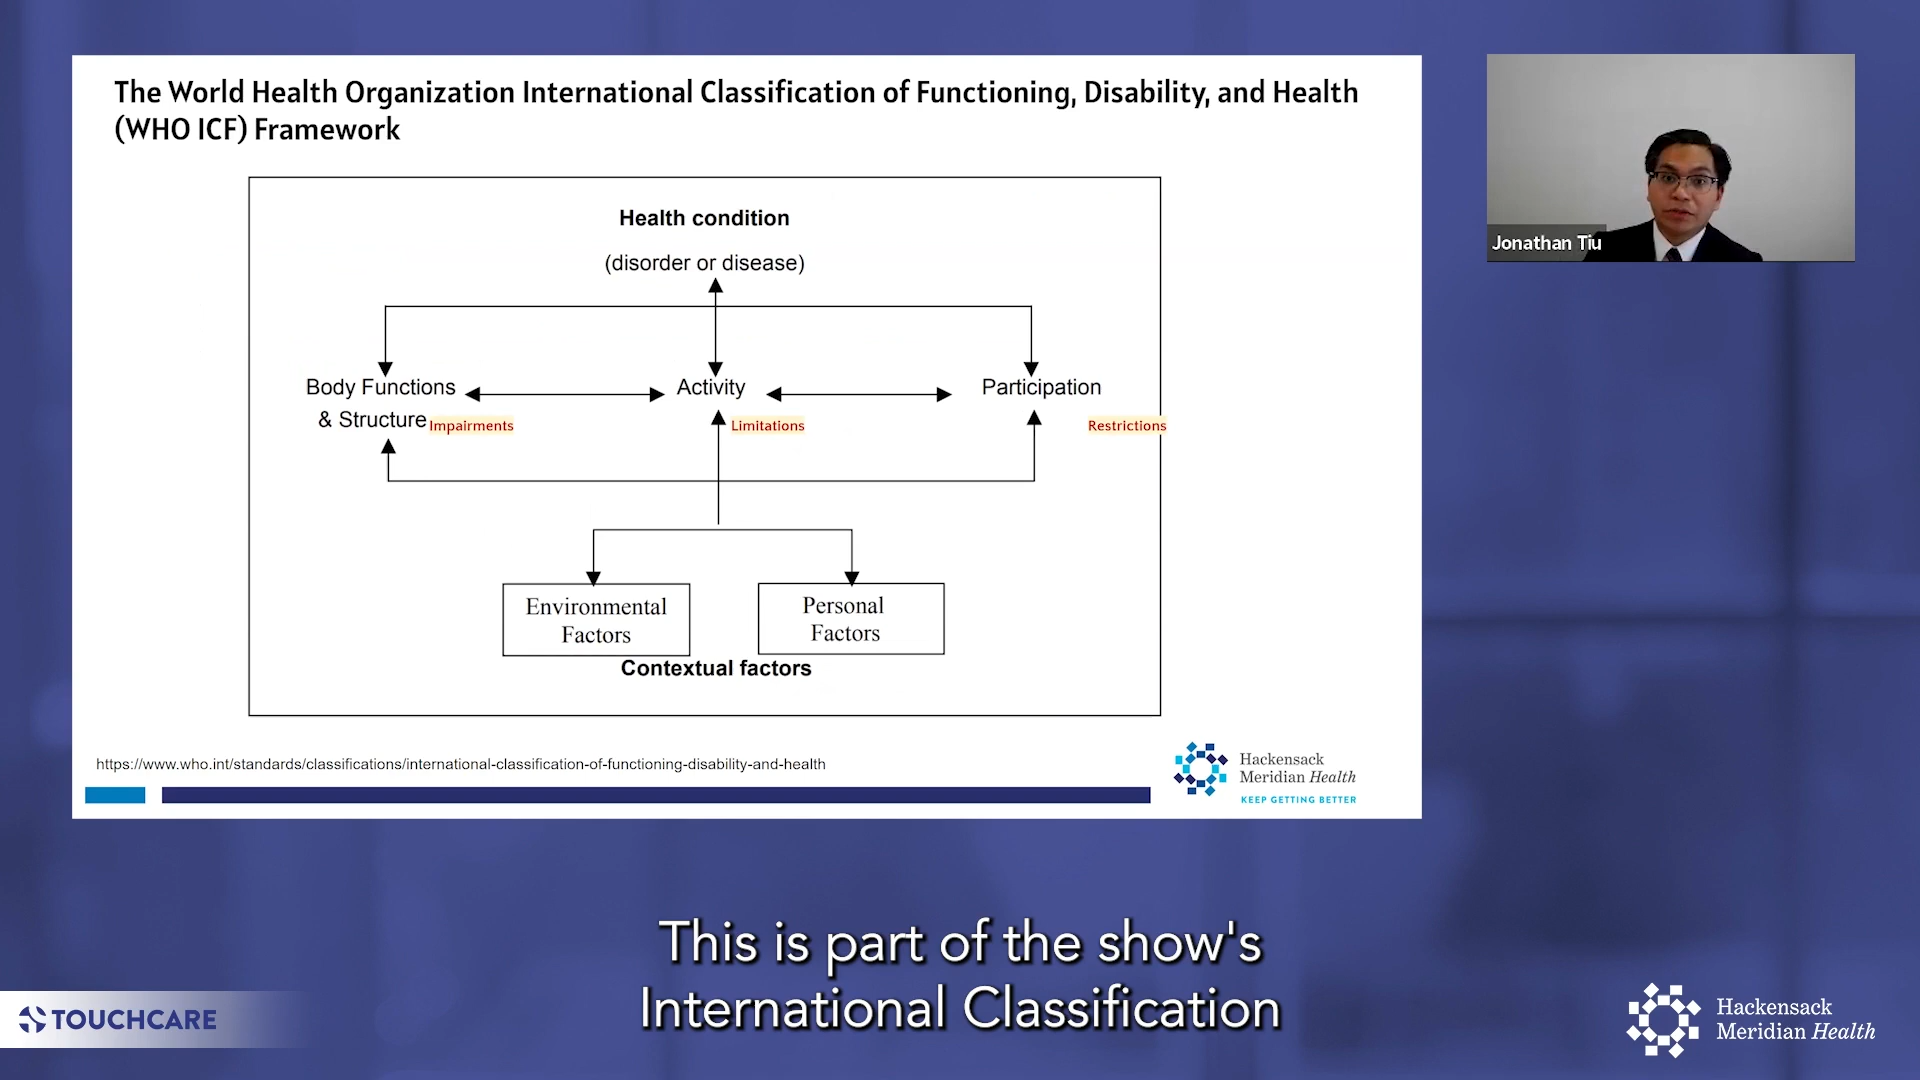 The World Health Organization International Classification of Functioning, Disability, and Health
(WHO ICF) Framework
Health condition
(disorder or disease)
Body Functions
& Structure
Impairments
Activity
Limitations
Participation
Restrictions
Environmental
Factors
Personal
Factors
Contextual factors
https://www.who.int/standards/classifications/international-classification-of-functioning-disability-and-health
Hackensack
Meridian Health
KEEP GETTING BETTER
Jonathan Tiu
This is part of the show's
International Classification
TOUCHCARE
Hackensack
Meridian Health